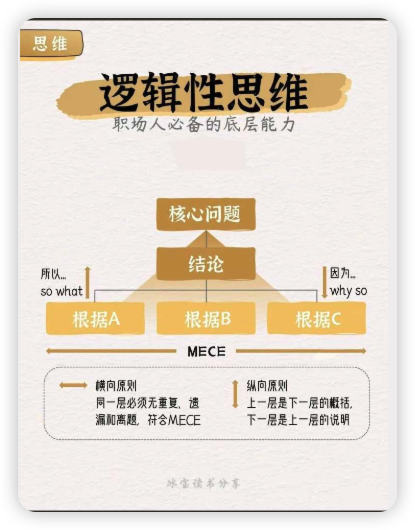 思维
逻辑性思维
职场人必备的底层能力
核心问题
结论
所以...
so what
因为...
why so
根据A
根据B
根据C
MECE
横向原则
同一层必须无重复、遗
漏和离题，符合MECE
纵向原则
上一层是下一层的概括，
下一层是上一层的说明
冰宝读书分享